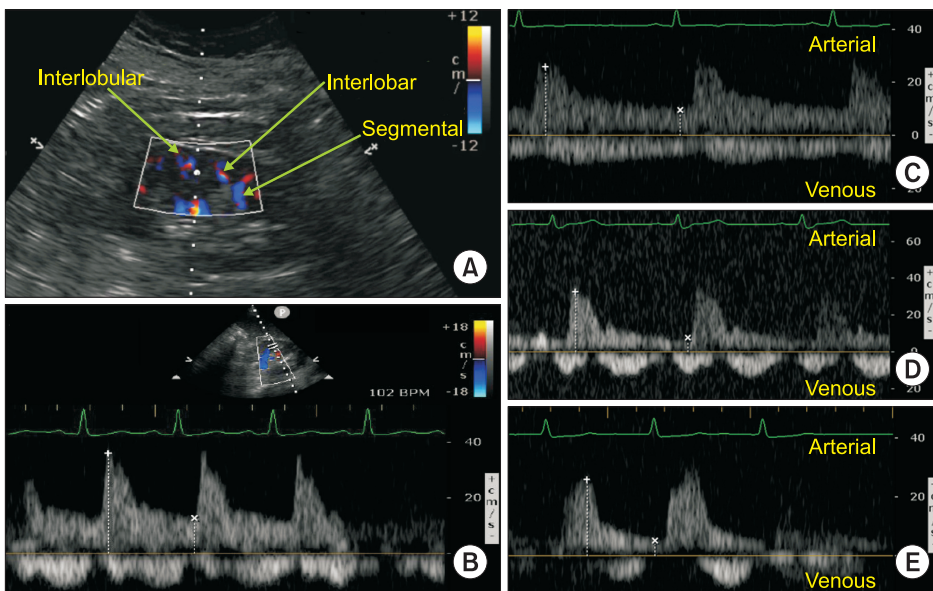 +12
c
m
/
s
-12
Interlobular
Interlobar
Segmental
A
P
+18
c
m
/
s
-18
102 BPM
40
20
+
c
m
/
s
-
B
Arterial
40
20
+
c
m
/
s
-
0
C
Venous
20
Arterial
60
40
+
c
m
/
s
-
20
0
D
Venous
Arterial
40
20
+
c
m
/
s
-
E
Venous